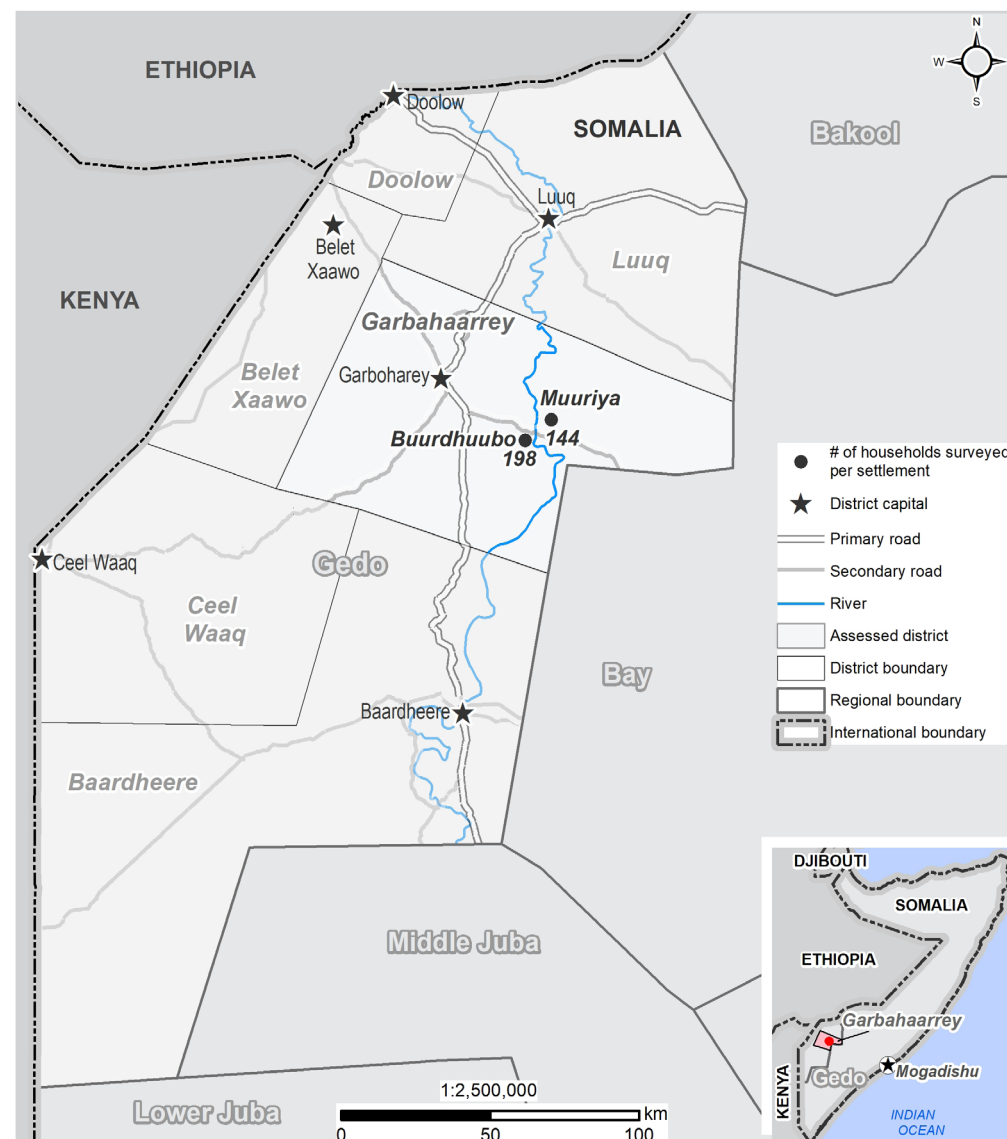 N
W
E
S
ETHIOPIA
Doolow
SOMALIA
Bakool
Doolow
Luuq
Belet
Xaawo
Luuq
KENYA
Garbahaarrey
Belet
Xaawo
Garboharey
Muuriya
144
Buurdhuubo
198
# of households surveyed
per settlement
District capital
Primary road
Secondary road
River
Assessed district
District boundary
Regional boundary
International boundary
Ceel Waaq
Gedo
Ceel
Waaq
Bay
Baardheere
Baardheere
Middle Juba
Lower Juba
1:2,500,000
km
0
50
100
DJIBOUTI
SOMALIA
ETHIOPIA
Garbahaarrey
Gedo
Mogadishu
KENYA
INDIAN
OCEAN